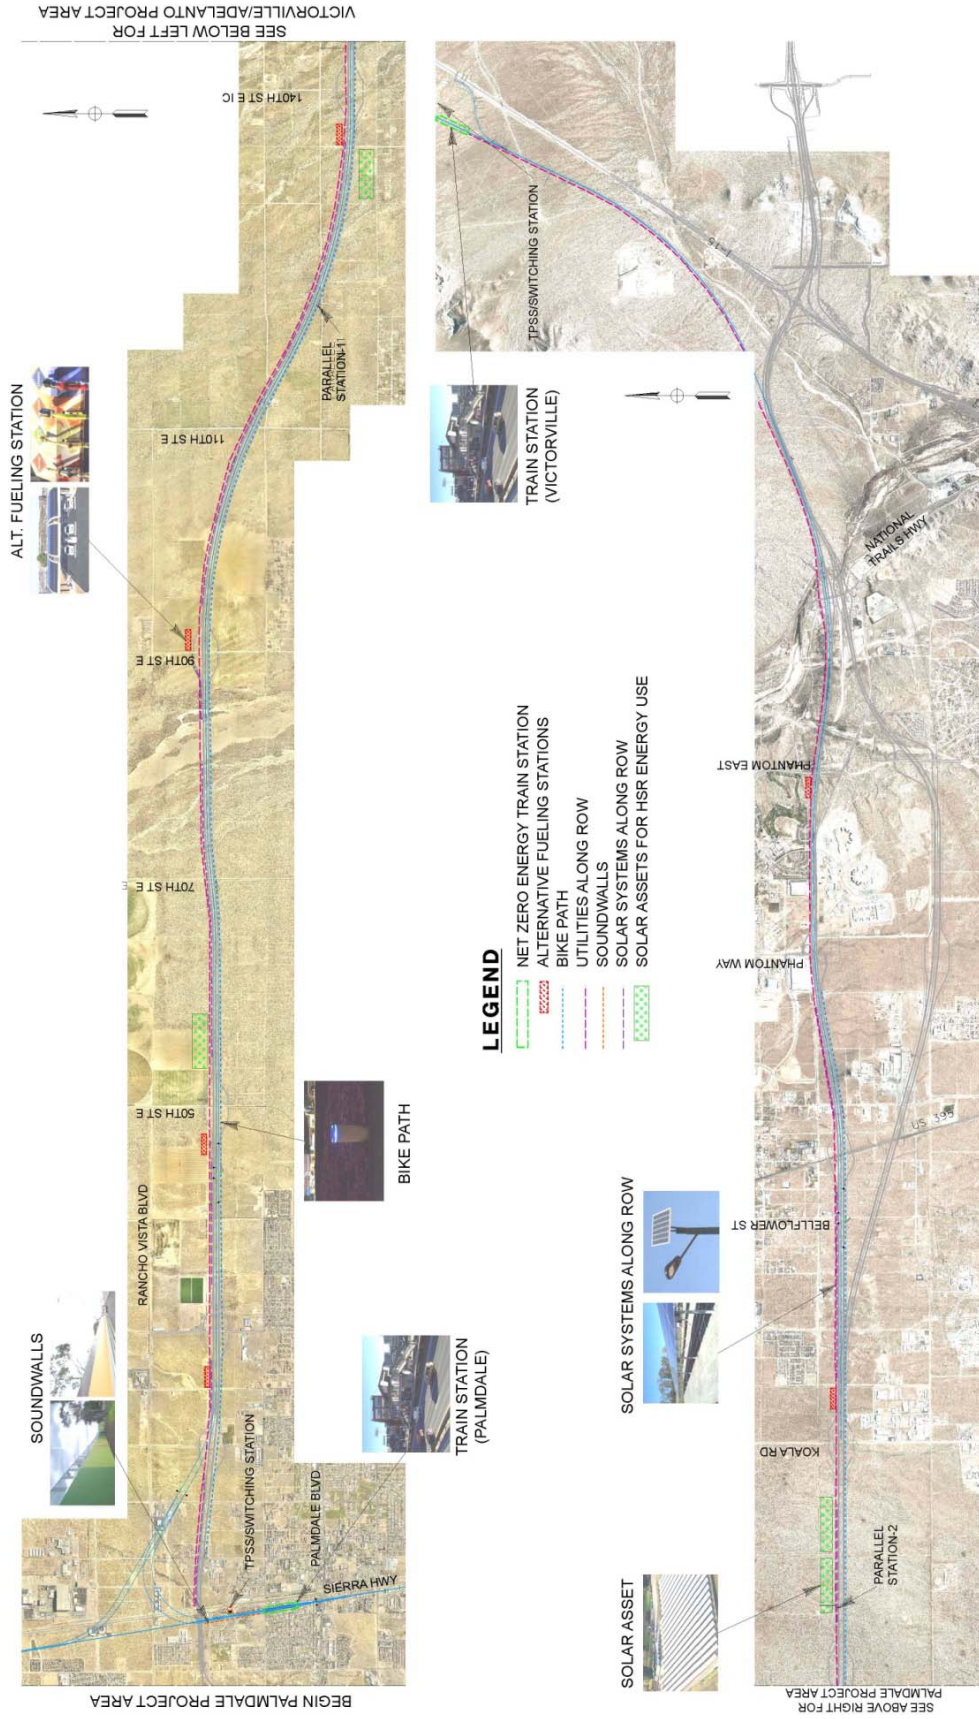 SEE BELOW LEFT FOR
VICTORVILLE/ADELANTO PROJECT AREA
BEGIN PALMDALE PROJECT AREA
SOUNDWALLS
ALT. FUELING STATION
RANCHO VISTA BLVD
50TH ST E
70TH ST E
90TH ST E
110TH ST E
140TH ST E IC
PARALLEL
STATION-1
TPSS/SWITCHING STATION
PALMDALE BLVD
SIERRA HWY
TRAIN STATION
(PALMDALE)
BIKE PATH
LEGEND
NET ZERO ENERGY TRAIN STATION
ALTERNATIVE FUELING STATIONS
BIKE PATH
UTILITIES ALONG ROW
SOUNDWALLS
SOLAR SYSTEMS ALONG ROW
SOLAR ASSETS FOR HSR ENERGY USE
TRAIN STATION
(VICTORVILLE)
TPSS/SWITCHING STATION
I-15
SOLAR ASSET
SOLAR SYSTEMS ALONG ROW
SEE ABOVE RIGHT FOR
PALMDALE PROJECT AREA
PARALLEL
STATION-2
KOALA RD
BELLFLOWER ST
US 395
PHANTOM WAY
PHANTOM EAST
NATIONAL
TRAILS HWY